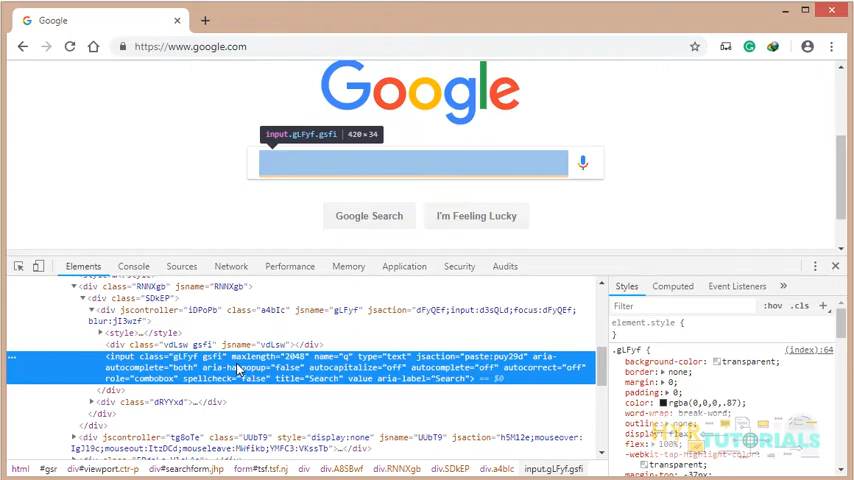 Google
https://www.google.com
Google
input.gLFyf.gsfi | 420 × 34
Google Search
I'm Feeling Lucky
Elements Console Sources Network Performance Memory Application Security Audits
<div class="RNNXgb" jsname="RNNXgb">
<div class="SDkEP">
<div jscontroller="iDPoPb" class="a4bIc" jsname="gLFyf" jsaction="dFyQEf;input:d3sQLd;focus:dFyQEf;
blur:jI3wzf">
<style>…</style>
<div class="vdLsw gsfi" jsname="vdLsw"></div>
… <input class="gLFyf gsfi" maxlength="2048" name="q" type="text" jsaction="paste:puy29d" aria-
autocomplete="both" aria-haspopup="false" autocapitalize="off" autocomplete="off" autocorrect="off"
role="combobox" spellcheck="false" title="Search" value aria-label="Search"> == $0
</div>
<div class="dRYYxd">…</div>
</div>
</div>
<div jscontroller="tg8oTe" class="UUbT9" style="display:none" jsname="UUbT9" jsaction="h5M12e;mouseover:
IgJl9c;mouseleave:MWfikb;YMFC3:VKssTb">…</div>
html #gsr div#viewport.ctr-p div#searchform.jhp form#tsf.tsf.nj div. div.A8SBwf div.RNNXgb div.SDkEP div.a4bIc input.gLFyf.gsfi
Styles Computed Event Listeners »
Filter :hov .cls +
element.style {
}
.gLFyf { (index):64
background-color: transparent;
border: none;
margin: 0;
padding: 0;
color: rgba(0,0,0,.87);
word-wrap: break-word;
outline: none;
display: flex;
flex: 100%;
-webkit-tap-highlight-color:
transparent;
margin-top: -37px;
TUTORIALS